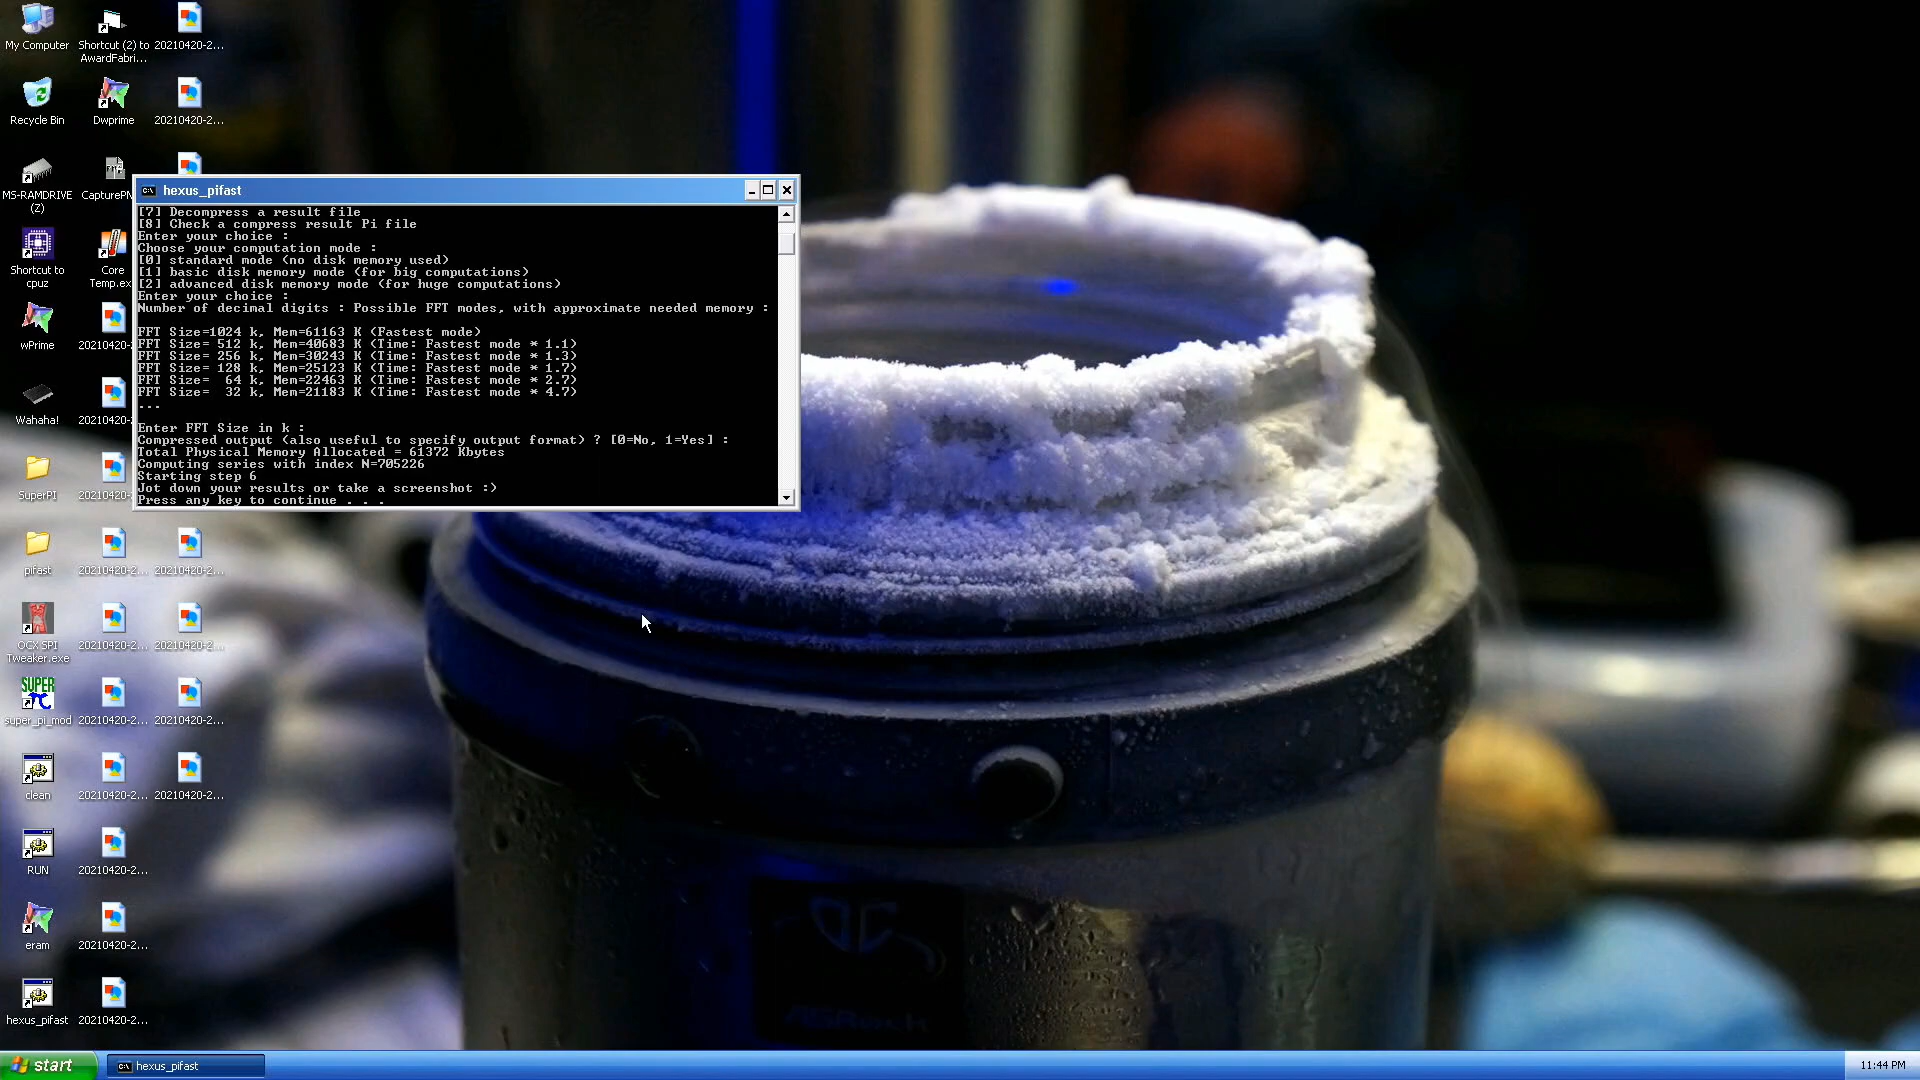 My Computer
Shortcut (2) to
AwardFabri...
20210420-2...
Recycle Bin
Dwprime
20210420-2...
MS-RAMDRIVE
(Z)
CapturePN
hexus_pifast
[7] Decompress a result file
[8] Check a compress result Pi file
Enter your choice :
Choose your computation mode :
[0] standard mode (no disk memory used)
[1] basic disk memory mode (for big computations)
[2] advanced disk memory mode (for huge computations)
Enter your choice :
Number of decimal digits : Possible FFT modes, with approximate needed memory :
FFT Size=1024 k, Mem=61163 K (Fastest mode)
FFT Size= 512 k, Mem=40683 K (Time: Fastest mode * 1.1)
FFT Size= 256 k, Mem=30243 K (Time: Fastest mode * 1.3)
FFT Size= 128 k, Mem=25123 K (Time: Fastest mode * 1.7)
FFT Size=  64 k, Mem=22463 K (Time: Fastest mode * 2.7)
FFT Size=  32 k, Mem=21183 K (Time: Fastest mode * 4.7)
...
Enter FFT Size in k :
Compressed output (also useful to specify output format) ? [0=No, 1=Yes] :
Total Physical Memory Allocated = 61372 Kbytes
Computing series with index N=705226
Starting step 6
Jot down your results or take a screenshot :)
Press any key to continue . . .
Shortcut to
cpuz
Core
Temp.ex
wPrime
20210420-
Wahaha!
20210420-
SuperPI
20210420-
pifast
20210420-2...
20210420-2...
OCX SPI
Tweaker.exe
20210420-2...
20210420-2...
SUPER
super_pi_mod
20210420-2...
20210420-2...
clean
20210420-2...
20210420-2...
RUN
20210420-2...
eram
20210420-2...
hexus_pifast
20210420-2...
start
hexus_pifast
11:44 PM